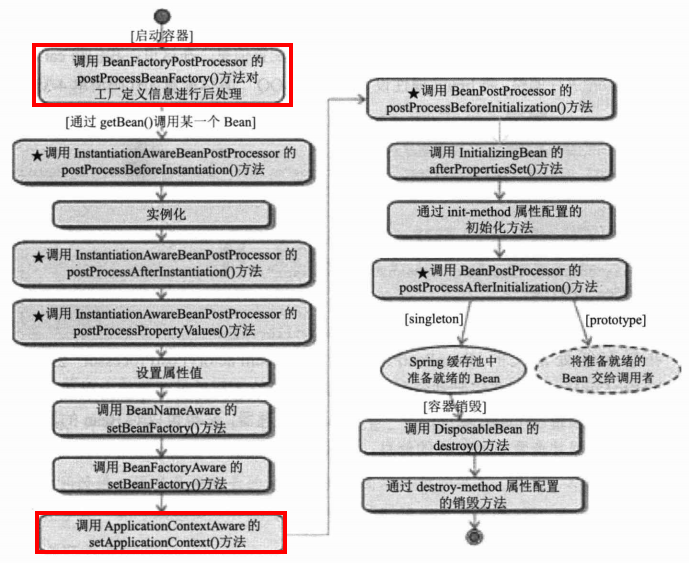 [启动容器]
调用 BeanFactoryPostProcessor 的
postProcessBeanFactory()方法对
工厂定义信息进行后处理
[通过 getBean()调用某一个 Bean]
★调用 InstantiationAwareBeanPostProcessor 的
postProcessBeforeInstantiation()方法
实例化
★调用 InstantiationAwareBeanPostProcessor 的
postProcessAfterInstantiation()方法
★调用 InstantiationAwareBeanPostProcessor 的
postProcessPropertyValues()方法
设置属性值
调用 BeanNameAware 的
setBeanFactory()方法
调用 BeanFactoryAware 的
setBeanFactory()方法
调用 ApplicationContextAware 的
setApplicationContext()方法
★调用 BeanPostProcessor 的
postProcessBeforeInitialization()方法
调用 InitializingBean 的
afterPropertiesSet()方法
通过 init-method 属性配置的
初始化方法
★调用 BeanPostProcessor 的
postProcessAfterInitialization()方法
[singleton]
[prototype]
Spring 缓存池中
准备就绪的 Bean
将准备就绪的
Bean 交给调用者
[容器销毁]
调用 DisposableBean 的
destroy()方法
通过 destroy-method 属性配置
的销毁方法